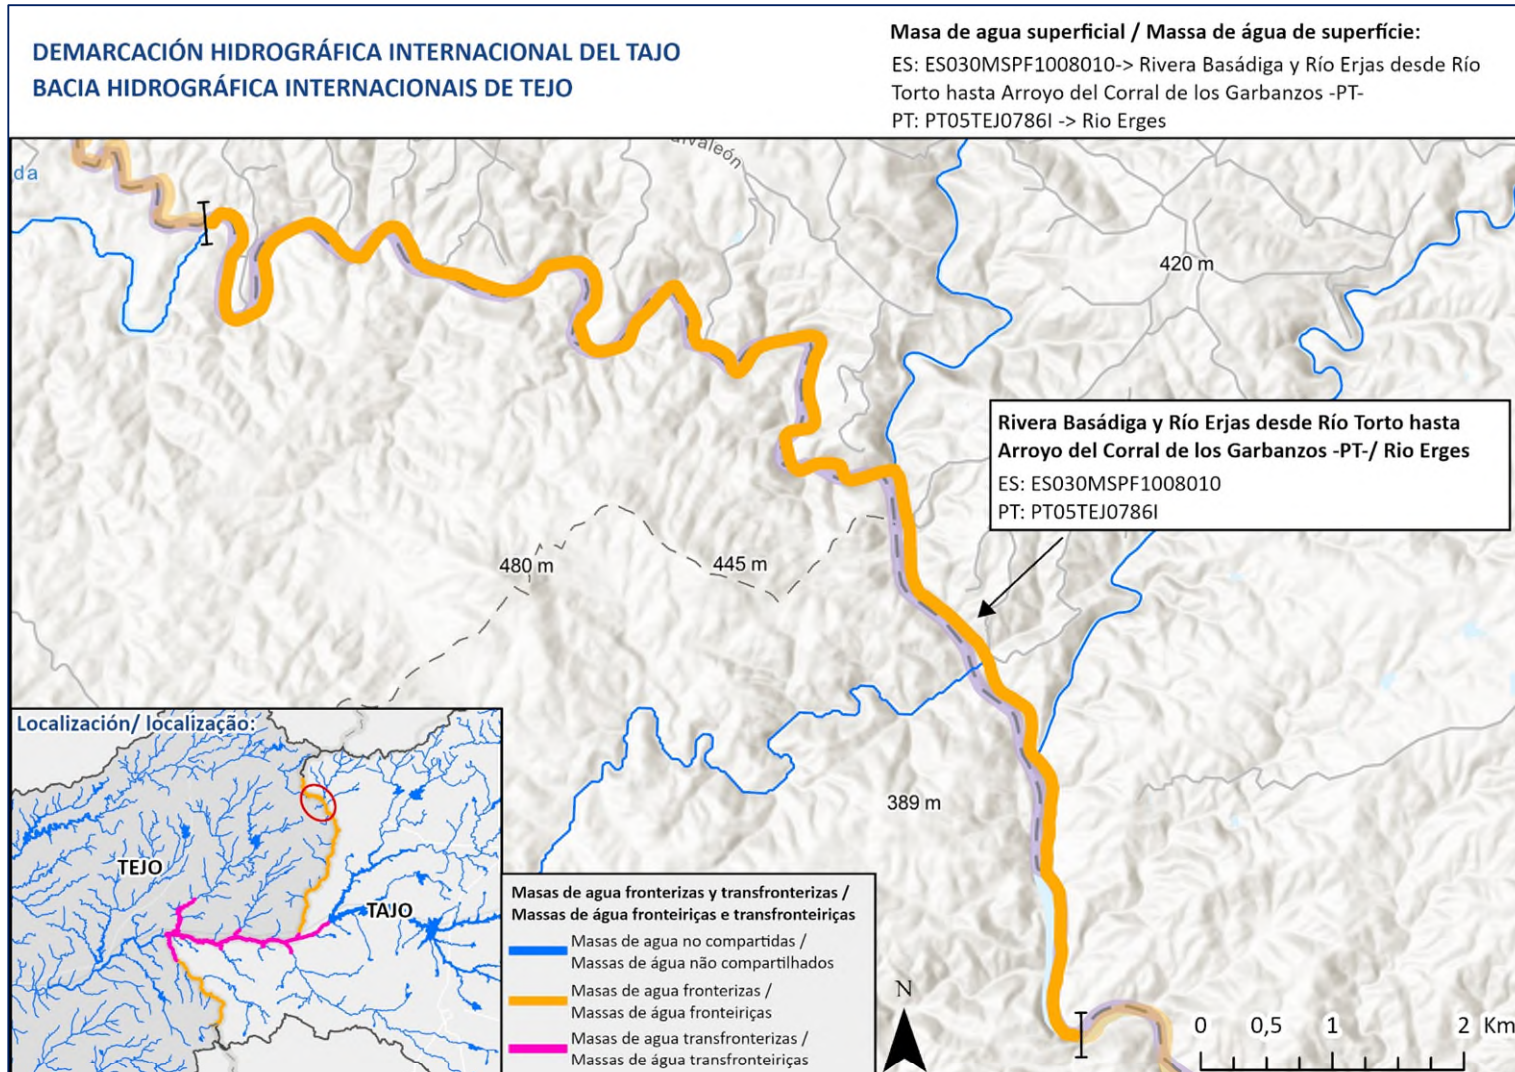 DEMARCACIÓN HIDROGRÁFICA INTERNACIONAL DEL TAJO
BACIA HIDROGRÁFICA INTERNACIONAIS DE TEJO
Masa de agua superficial / Massa de água de superfície:
ES: ES030MSPF1008010-> Rivera Basádiga y Río Erjas desde Río
Torto hasta Arroyo del Corral de los Garbanzos -PT-
PT: PT05TEJ0786I -> Rio Erges
da
valeón
420 m
Rivera Basádiga y Río Erjas desde Río Torto hasta
Arroyo del Corral de los Garbanzos -PT-/ Rio Erges
ES: ES030MSPF1008010
PT: PT05TEJ0786I
480 m
445 m
389 m
Localización/ localização:
TEJO
TAJO
Masas de agua fronterizas y transfronterizas /
Massas de água fronteiriças e transfronteiriças
Masas de agua no compartidas /
Massas de água não compartilhados
Masas de agua fronterizas /
Massas de água fronteiriças
Masas de agua transfronterizas /
Massas de água transfronteiriças
N
0 0,5 1 2 Km